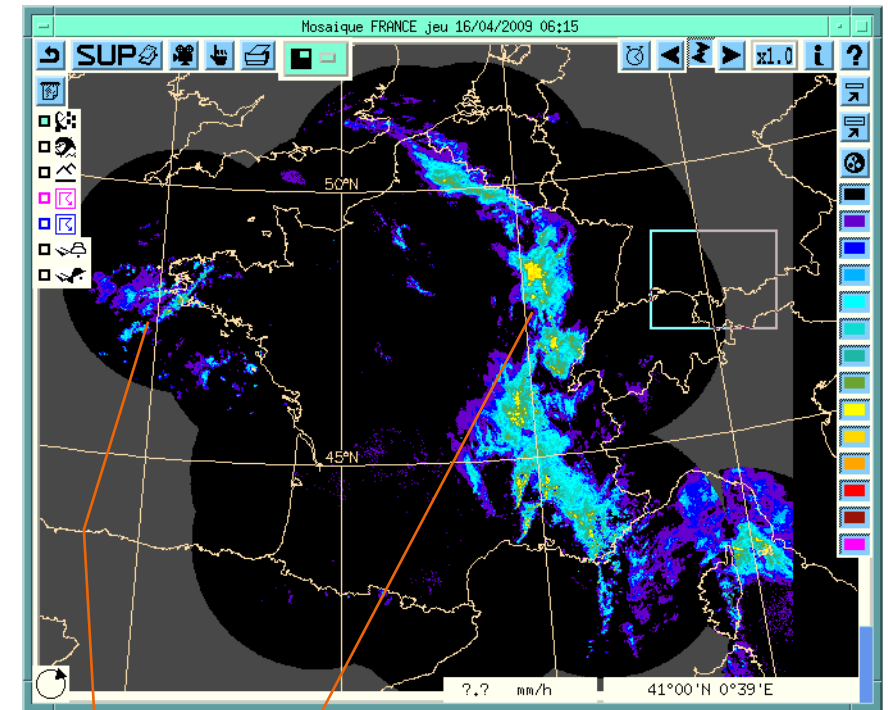 Mosaique FRANCE jeu 16/04/2009 06:15
SUP
x1.0
i
?
50°N
45°N
?.? mm/h
41°00'N 0°39'E